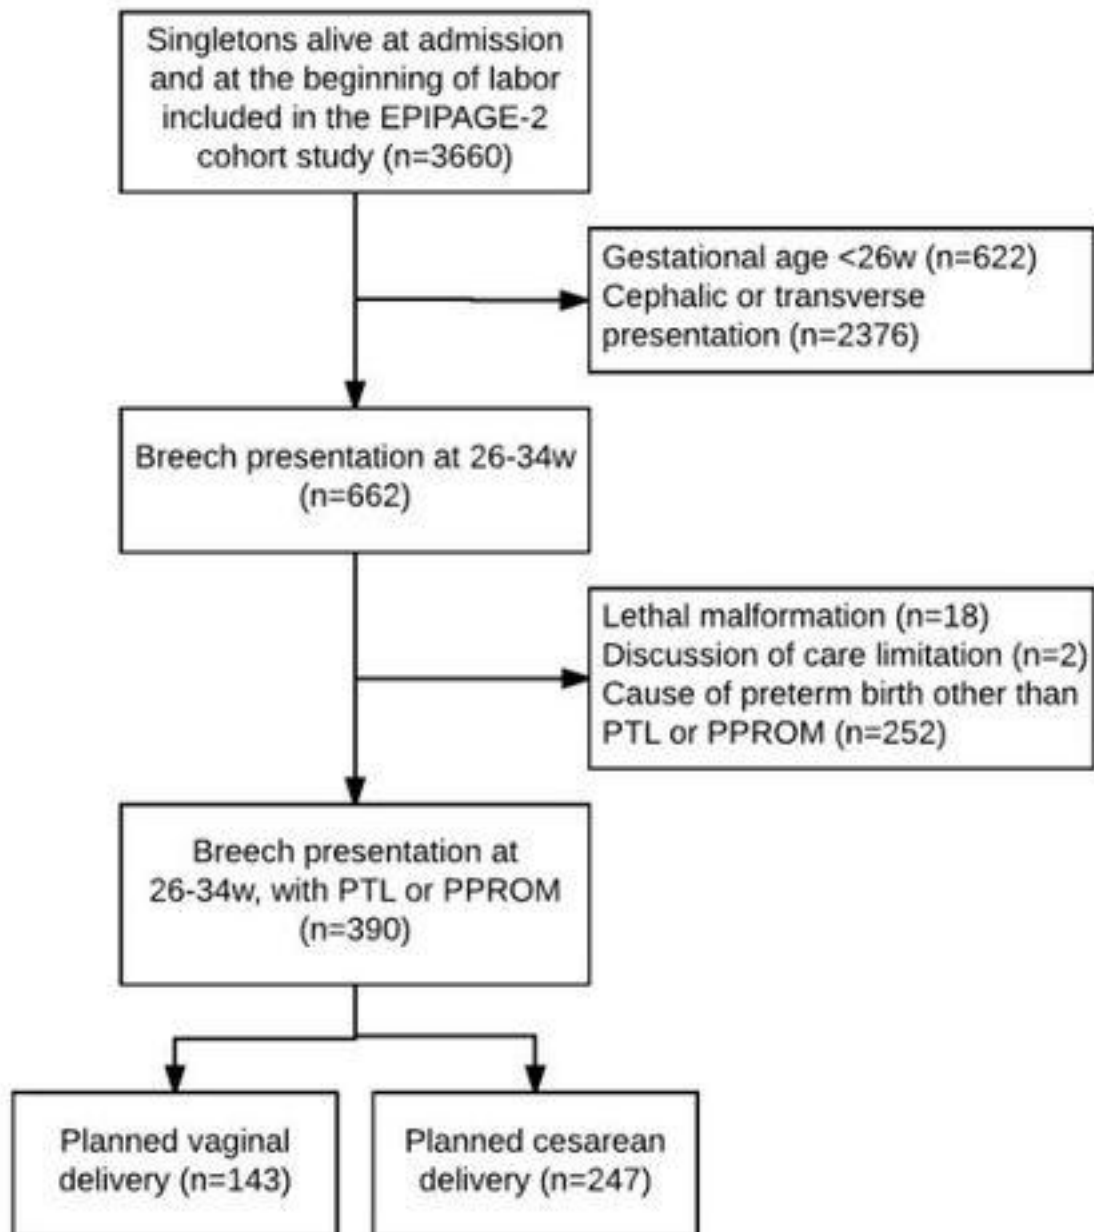 Singletons alive at admission
and at the beginning of labor
included in the EPIPAGE-2
cohort study (n=3660)
Gestational age <26w (n=622)
Cephalic or transverse
presentation (n=2376)
Breech presentation at 26-34w
(n=662)
Lethal malformation (n=18)
Discussion of care limitation (n=2)
Cause of preterm birth other than
PTL or PPROM (n=252)
Breech presentation at
26-34w, with PTL or PPROM
(n=390)
Planned vaginal
delivery (n=143)
Planned cesarean
delivery (n=247)